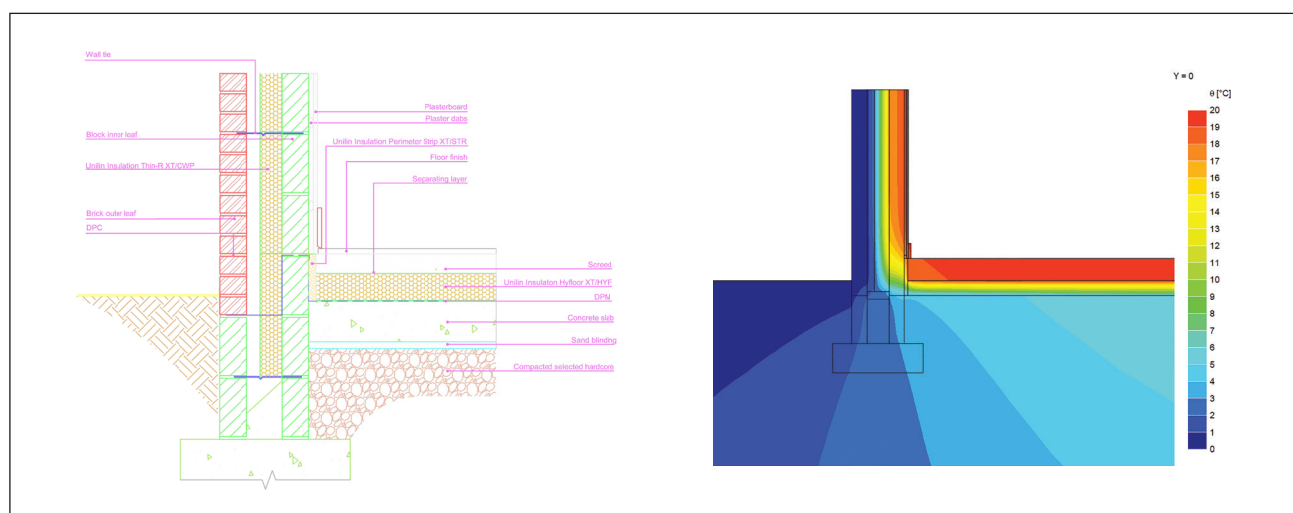 Wall tie
Block innor leaf
Unilin Insulation Thin-R XT/CWP
Brick outer leaf
DPC
Plasterboard
Plaster dabs
Unilin Insulation Perimeter Strip XT/STR
Floor finish
Separating layer
Screed
Unilin Insulaton Hyfloor XT/HYF
DPN
Concrete slab
Sand blinding
Compacted selected hardcore
Y = 0
θ [°C]
20
19
17
16
15
14
13
12
11
10
9
8
7
6
5
4
3
2
1
0